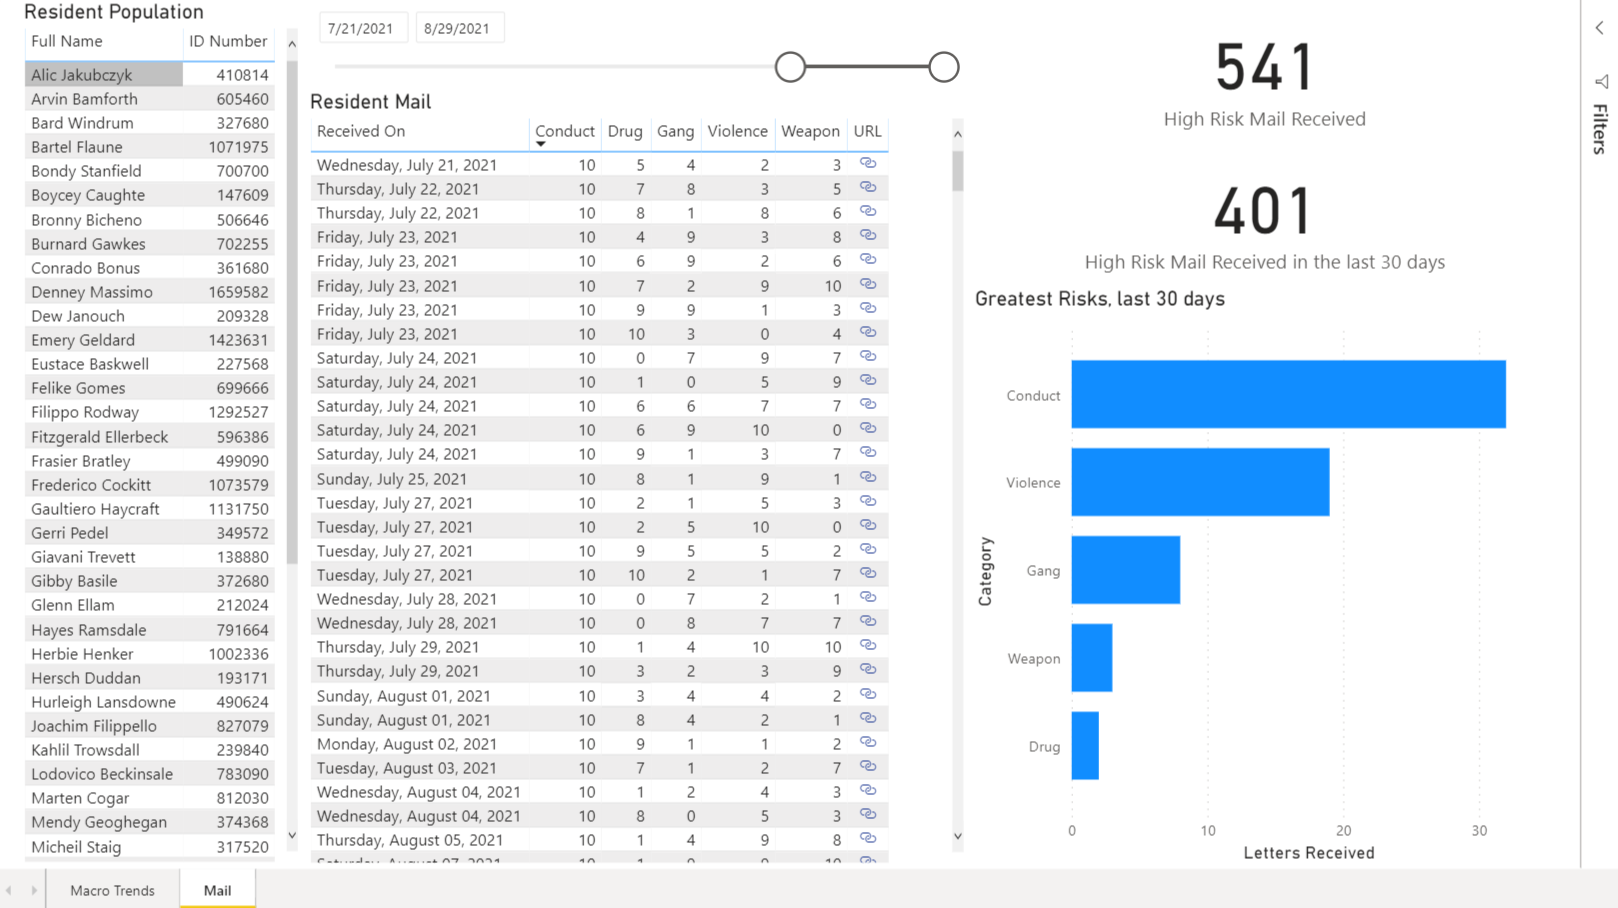 Resident Population
Full Name ID Number
Alic Jakubczyk 410814
Arvin Bamforth 605460
Bard Windrum 327680
Bartel Flaune 1071975
Bondy Stanfield 700700
Boycey Caughte 147609
Bronny Bicheno 506646
Burnard Gawkes 702255
Conrado Bonus 361680
Denney Massimo 1659582
Dew Janouch 209328
Emery Geldard 1423631
Eustace Baskwell 227568
Felike Gomes 699666
Filippo Rodway 1292527
Fitzgerald Ellerbeck 596386
Frasier Bratley 499090
Frederico Cockitt 1073579
Gaultiero Haycraft 1131750
Gerri Pedel 349572
Giavani Trevett 138880
Gibby Basile 372680
Glenn Ellam 212024
Hayes Ramsdale 791664
Herbie Henker 1002336
Hersch Duddan 193171
Hurleigh Lansdowne 490624
Joachim Filippello 827079
Kahlil Trowsdall 239840
Lodovico Beckinsale 783090
Marten Cogar 812030
Mendy Geoghegan 374368
Micheil Staig 317520
7/21/2021 8/29/2021
Resident Mail
Received On Conduct Drug Gang Violence Weapon URL
Wednesday, July 21, 2021 10 5 4 2 3
Thursday, July 22, 2021 10 7 8 3 5
Thursday, July 22, 2021 10 8 1 8 6
Friday, July 23, 2021 10 4 9 3 8
Friday, July 23, 2021 10 6 9 2 6
Friday, July 23, 2021 10 7 2 9 10
Friday, July 23, 2021 10 9 9 1 3
Friday, July 23, 2021 10 10 3 0 4
Saturday, July 24, 2021 10 0 7 9 7
Saturday, July 24, 2021 10 1 0 5 9
Saturday, July 24, 2021 10 6 6 7 7
Saturday, July 24, 2021 10 6 9 10 0
Saturday, July 24, 2021 10 9 1 3 7
Sunday, July 25, 2021 10 8 1 9 1
Tuesday, July 27, 2021 10 2 1 5 3
Tuesday, July 27, 2021 10 2 5 10 0
Tuesday, July 27, 2021 10 9 5 5 2
Tuesday, July 27, 2021 10 10 2 1 7
Wednesday, July 28, 2021 10 0 7 2 1
Wednesday, July 28, 2021 10 0 8 7 7
Thursday, July 29, 2021 10 1 4 10 10
Thursday, July 29, 2021 10 3 2 3 9
Sunday, August 01, 2021 10 3 4 4 2
Sunday, August 01, 2021 10 8 4 2 1
Monday, August 02, 2021 10 9 1 1 2
Tuesday, August 03, 2021 10 7 1 2 7
Wednesday, August 04, 2021 10 1 2 4 3
Wednesday, August 04, 2021 10 8 0 5 3
Thursday, August 05, 2021 10 1 4 9 8
Saturday, August 07, 2021 10 1
541
High Risk Mail Received
401
High Risk Mail Received in the last 30 days
Greatest Risks, last 30 days
Category
Conduct
Violence
Gang
Weapon
Drug
0 10 20 30
Letters Received
Filters
Macro Trends Mail